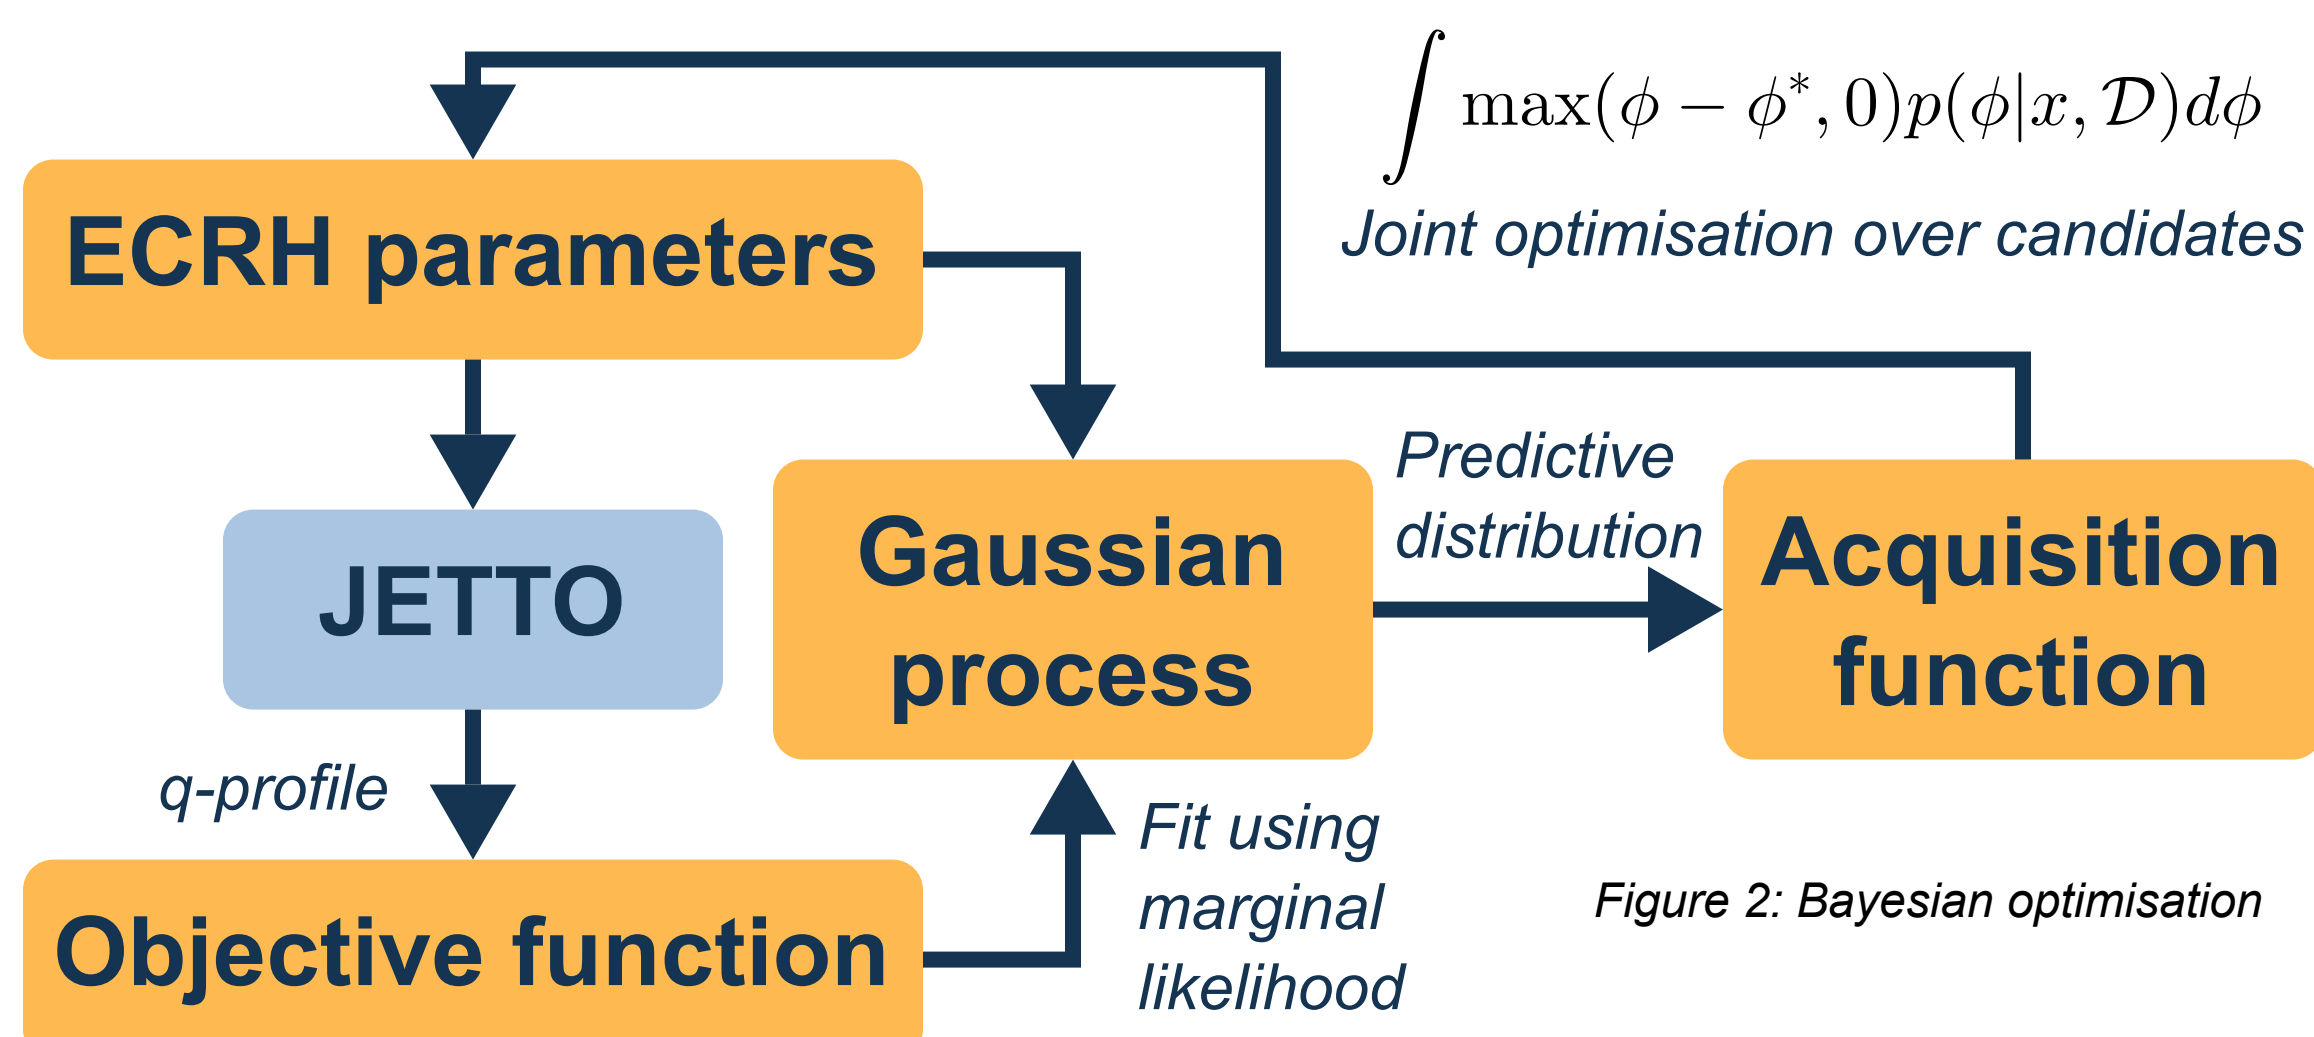 ∫ max(ϕ − ϕ*, 0)p(ϕ|x, 𝒟)dϕ
Joint optimisation over candidates
ECRH parameters
JETTO
q-profile
Objective function
Gaussian
process
Fit using
marginal
likelihood
Predictive
distribution
Acquisition
function
Figure 2: Bayesian optimisation